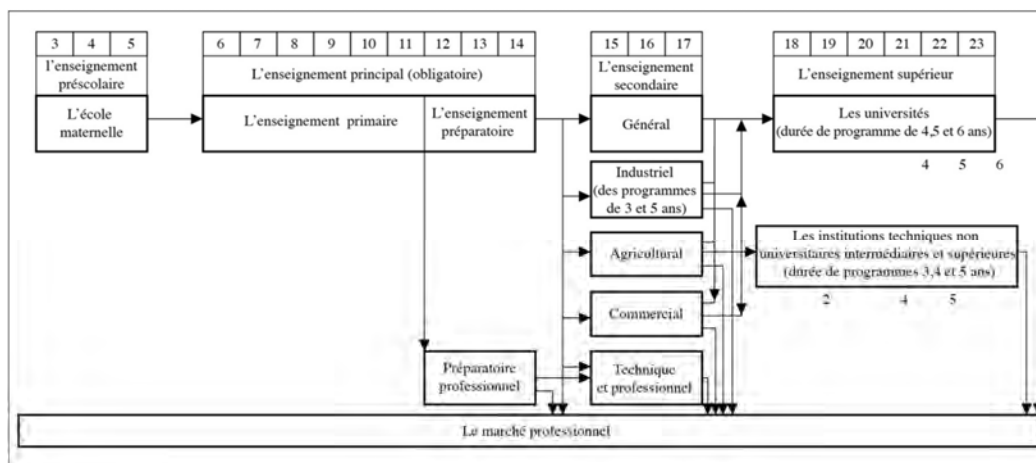 3 4 5
6 7 8 9 10 11 12 13 14
15 16 17
18 19 20 21 22 23
l'enseignement
préscolaire
L'enseignement principal (obligatoire)
L'enseignement
secondaire
L'enseignement supérieur
L'école
maternelle
L'enseignement primaire
L'enseignement
préparatoire
Général
Les universités
(durée de programme de 4,5 et 6 ans)
4 5 6
Industriel
(des programmes
de 3 et 5 ans)
Agricultural
Les institutions techniques non
universitaires intermédiaires et supérieures
(durée de programmes 3,4 et 5 ans)
2 4 5
Commercial
Préparatoire
professionnel
Technique
et professionnel
Le marché professionnel